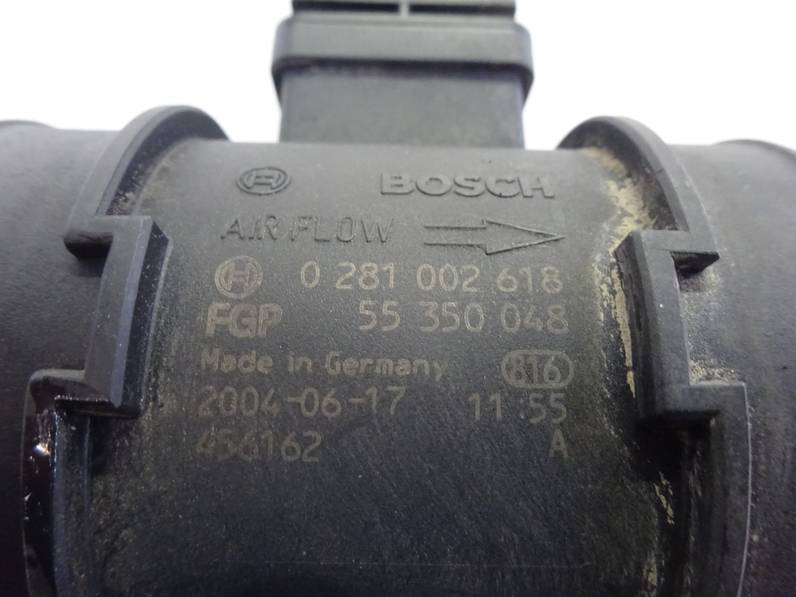 BOSCH
AIR FLOW
0 281 002 618
FGP 55 350 048
Made in Germany 816
2004-06-17 11 55
456162 A